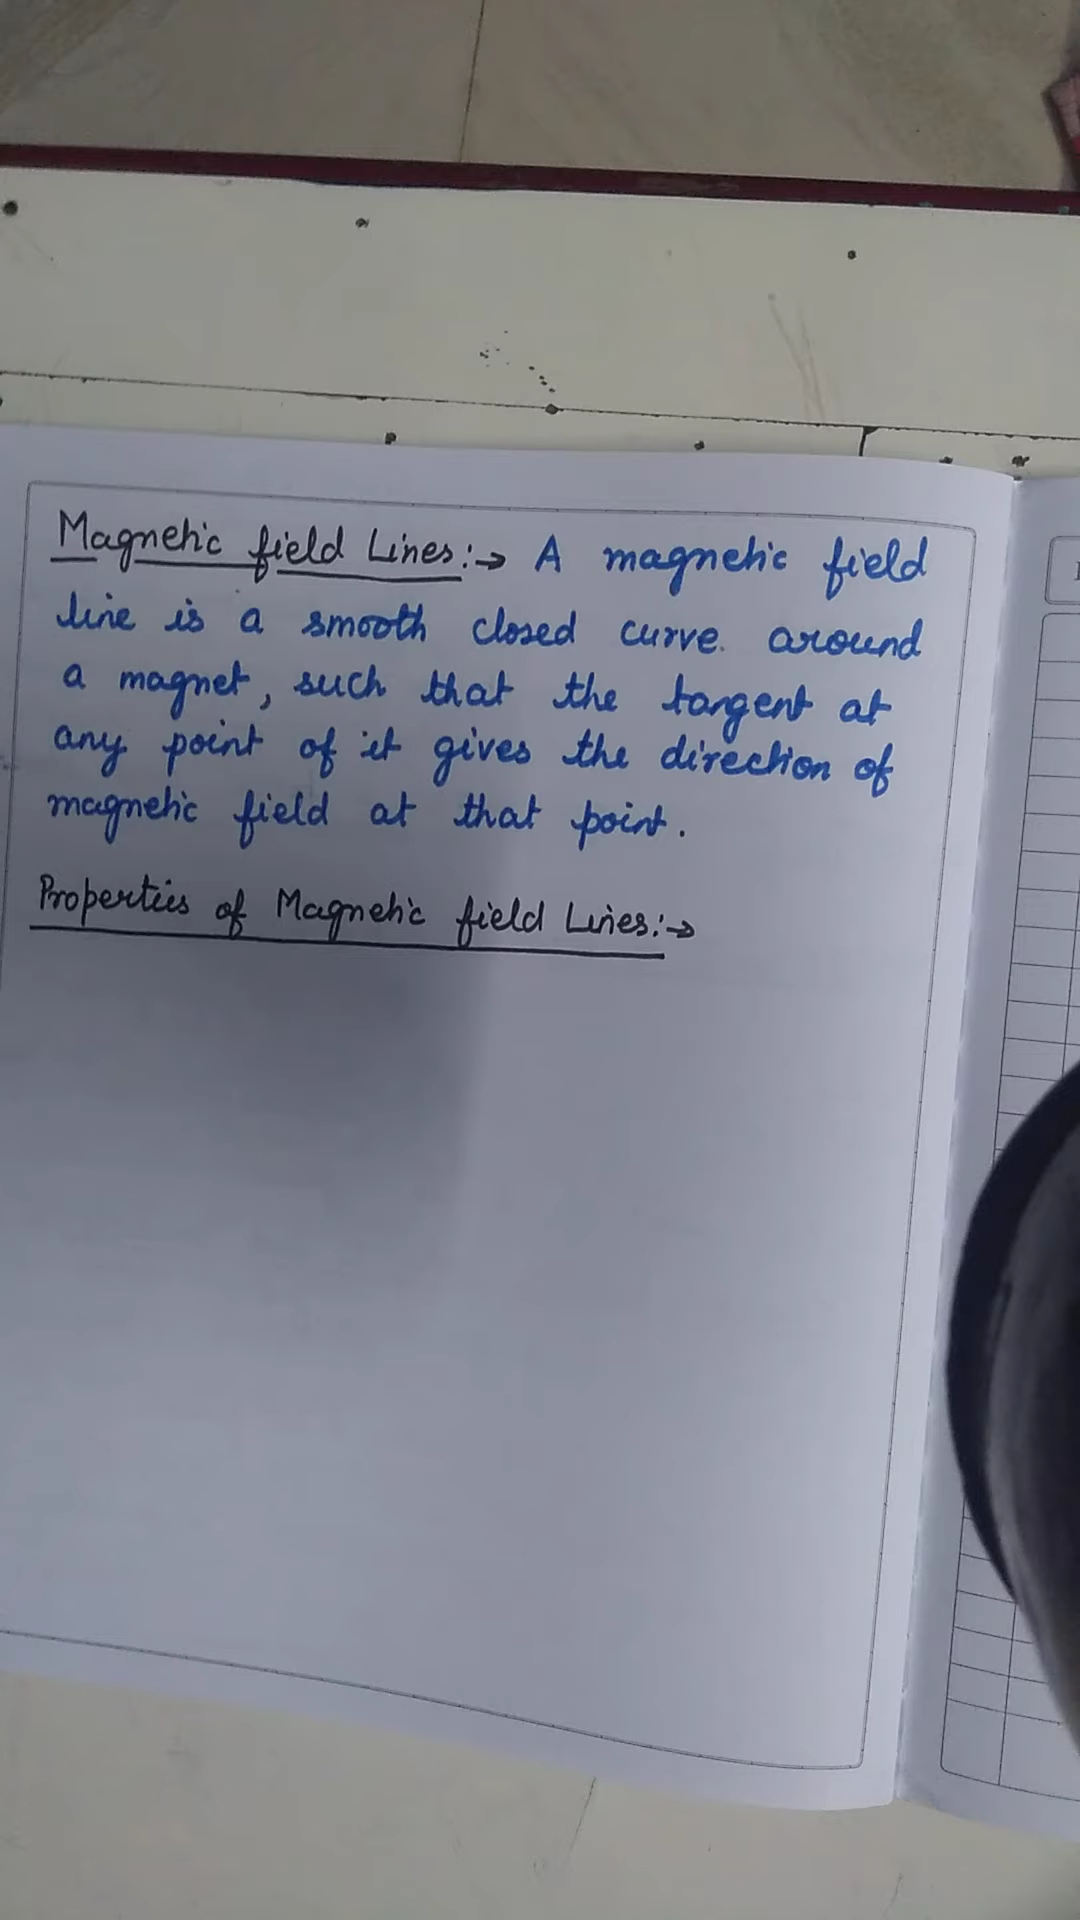 Magnetic field Lines:→ A magnetic field
line is a smooth closed curve. around
a magnet, such that the tangent at
any point of it gives the direction of
magnetic field at that point.
Properties of Magnetic field Lines:→